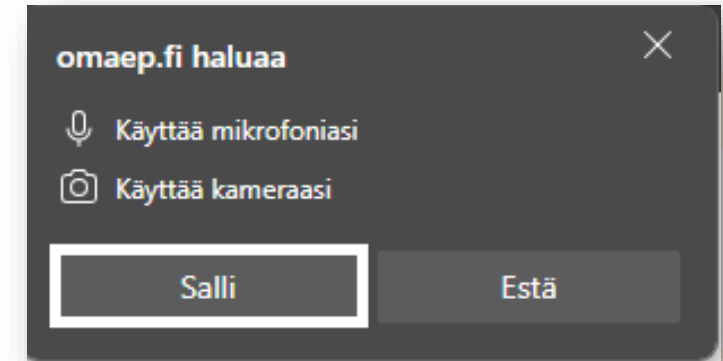 omaep.fi haluaa
Käyttää mikrofoniasi
Käyttää kameraasi
Salli
Estä